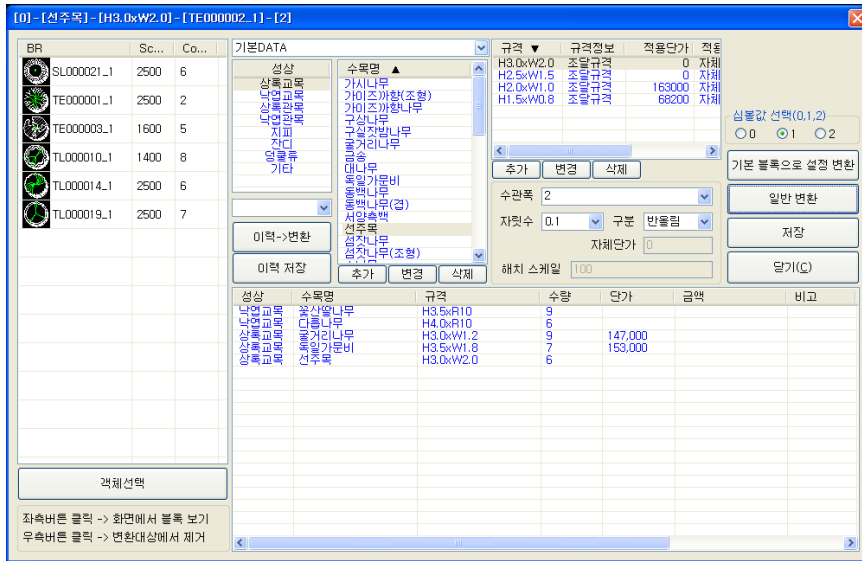 [0]-[선주목]-[H3.0xW2.0]-[TE000002_1]-[2]
BR Sc... Co...
SL000021_1 2500 6
TE000001_1 2500 2
TE000003_1 1600 5
TL000010_1 1400 8
TL000014_1 2500 6
TL000019_1 2500 7
객체선택
좌측버튼 클릭 -> 화면에서 블록 보기
우측버튼 클릭 -> 변환대상에서 제거
기본DATA
성상
상록교목
낙엽교목
상록관목
낙엽관목
지피
잔디
덩쿨류
기타
이력->변환
이력 저장
수목명 ▲
가시나무
가이즈까향(조형)
가이즈까향나무
구상나무
구실잣밤나무
굴거리나무
금송
대나무
독일가문비
동백나무
동백나무(겹)
서양측백
선주목
섬잣나무
섬잣나무(조형)
추가 변경 삭제
규격 ▼ 규격정보 적용단가 적용
H3.0xW2.0 조달규격 0 자체
H2.5xW1.5 조달규격 0 자체
H2.0xW1.0 조달규격 163000 자체
H1.5xW0.8 조달규격 68200 자체
추가 변경 삭제
수관폭 2
자릿수 0.1 구분 반올림
자체단가 0
해치 스케일 100
심볼값 선택(0,1,2)
0 1 2
기본 블록으로 설정 변환
일반 변환
저장
닫기(C)
성상 수목명 규격 수량 단가 금액 비고
낙엽교목 꽃산딸나무 H3.5xR10 9
낙엽교목 다릅나무 H4.0xR10 6
상록교목 굴거리나무 H3.0xW1.2 9 147,000
상록교목 독일가문비 H3.5xW1.8 7 153,000
상록교목 선주목 H3.0xW2.0 6